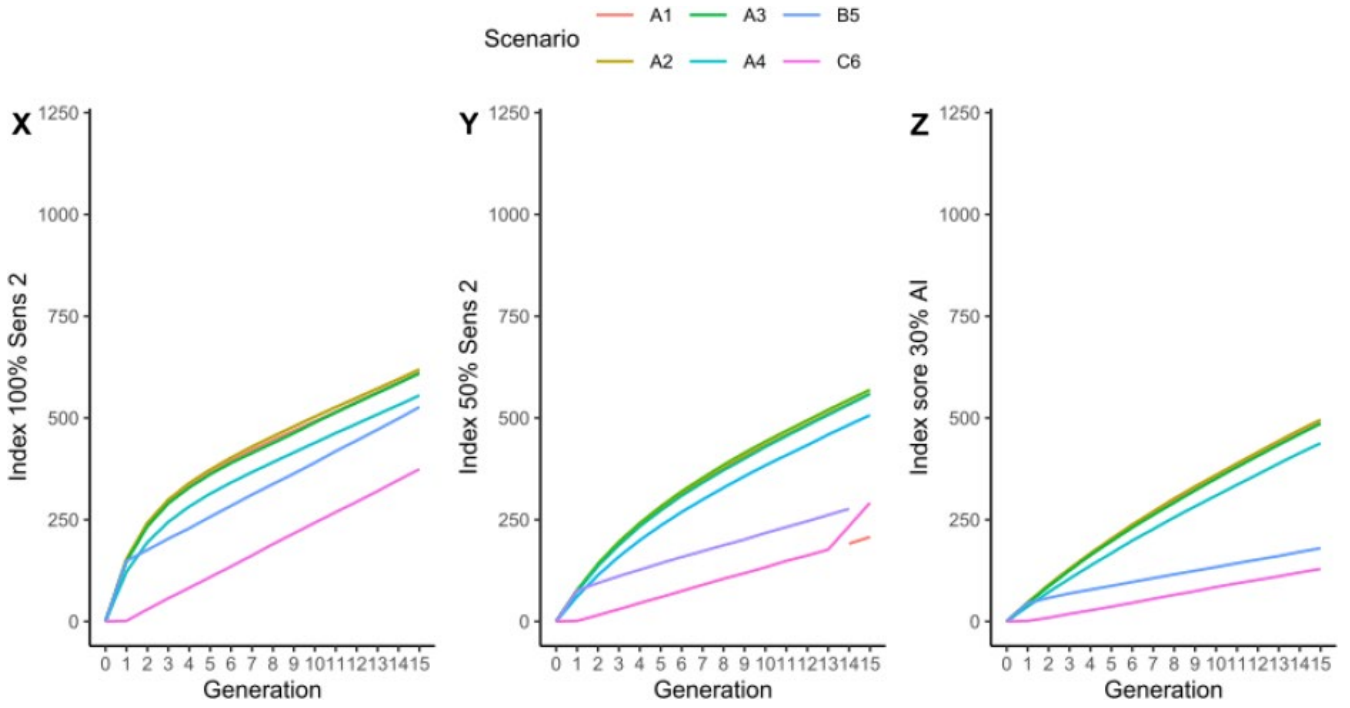 Scenario
A1 A3 B5
A2 A4 C6
X
Index 100% Sens 2
1250
1000
750
500
250
0
0 1 2 3 4 5 6 7 8 9 10 11 12 13 14 15
Generation
Y
Index 50% Sens 2
1250
1000
750
500
250
0
0 1 2 3 4 5 6 7 8 9 10 11 12 13 14 15
Generation
Z
Index sore 30% AI
1250
1000
750
500
250
0
0 1 2 3 4 5 6 7 8 9 10 11 12 13 14 15
Generation